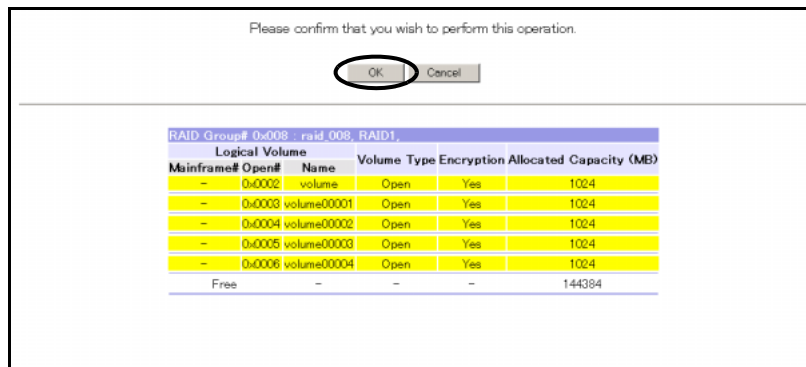 Please confirm that you wish to perform this operation.
OK Cancel
RAID Group# 0x008 : raid_008, RAID1,
Logical Volume Volume Type Encryption Allocated Capacity (MB)
Mainframe# Open# Name
- 0x0002 volume Open Yes 1024
- 0x0003 volume00001 Open Yes 1024
- 0x0004 volume00002 Open Yes 1024
- 0x0005 volume00003 Open Yes 1024
- 0x0006 volume00004 Open Yes 1024
Free - - - 144384